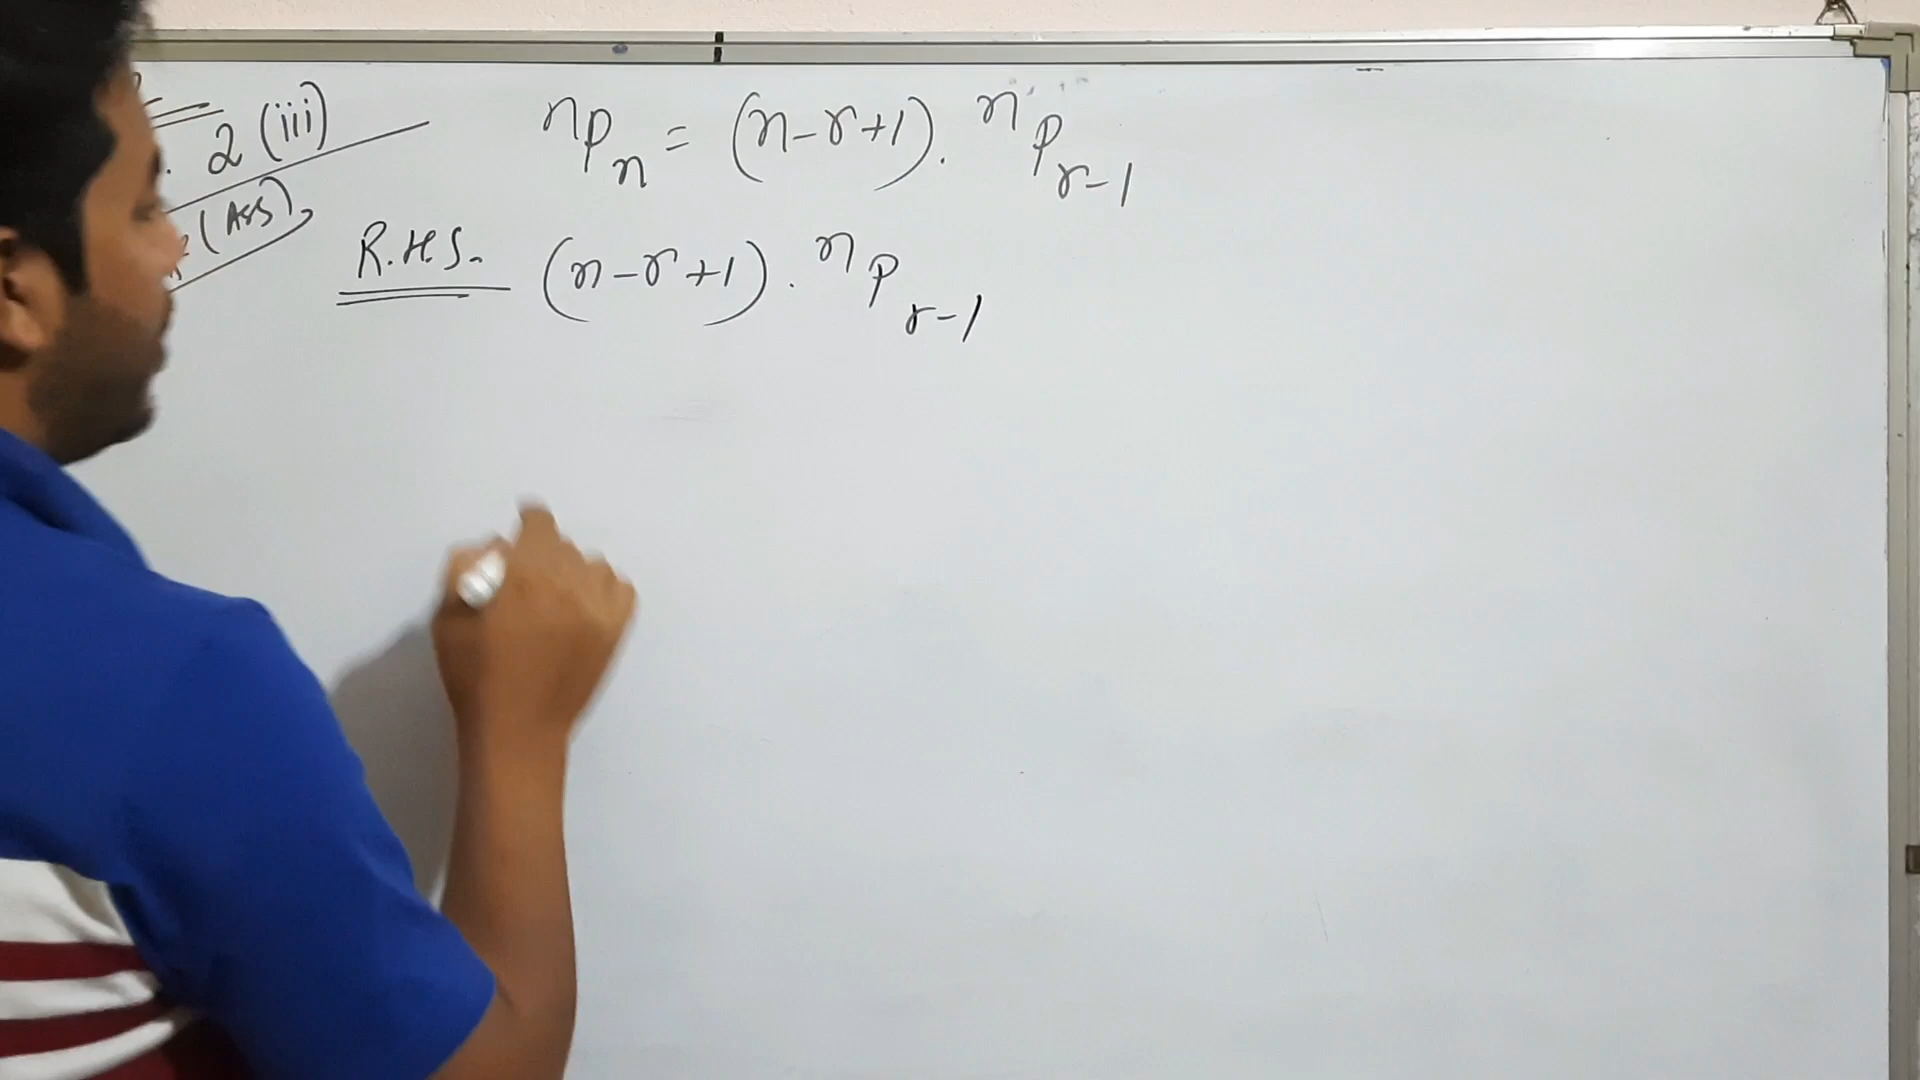 2 (iii)
(Ass)
ⁿPₙ = (n-r+1). ⁿPᵣ₋₁
R.H.S. (n-r+1). ⁿPᵣ₋₁